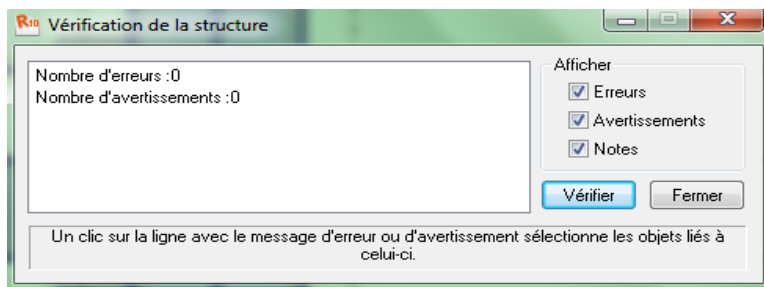 R10 Vérification de la structure
Nombre d'erreurs :0
Nombre d'avertissements :0
Afficher
Erreurs
Avertissements
Notes
Vérifier
Fermer
Un clic sur la ligne avec le message d'erreur ou d'avertissement sélectionne les objets liés à
celui-ci.